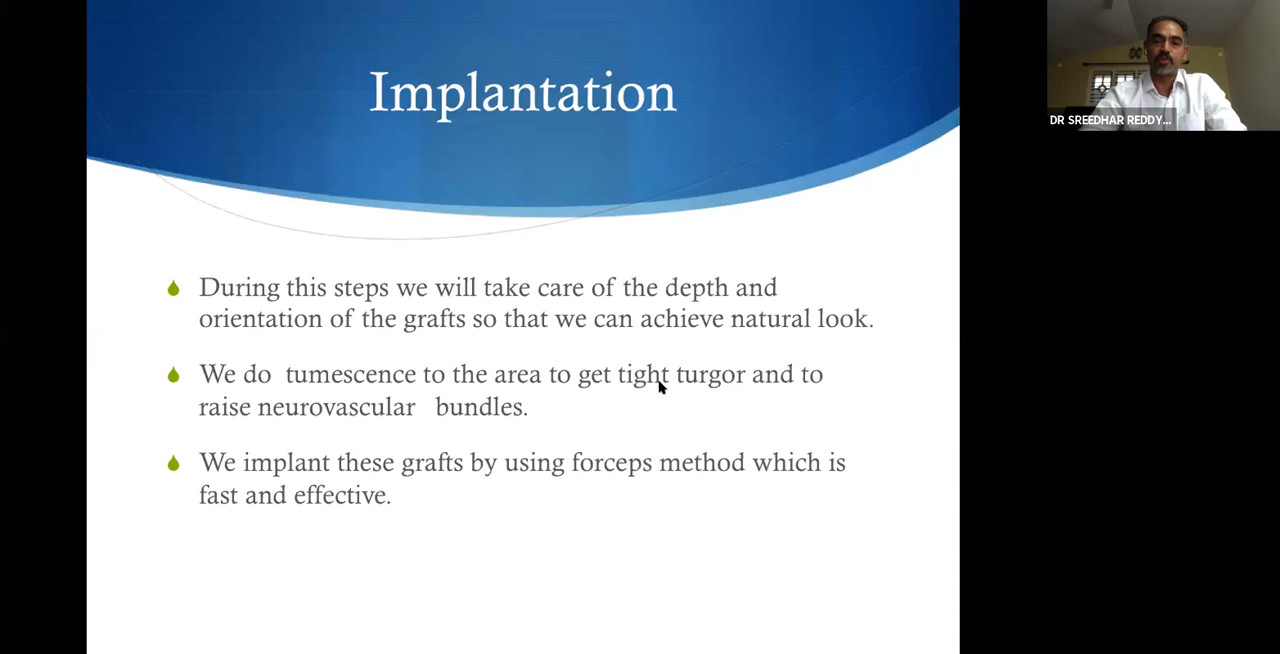 Implantation
DR SREEDHAR REDDY...
During this steps we will take care of the depth and
orientation of the grafts so that we can achieve natural look.
We do tumescence to the area to get tight turgor and to
raise neurovascular bundles.
We implant these grafts by using forceps method which is
fast and effective.